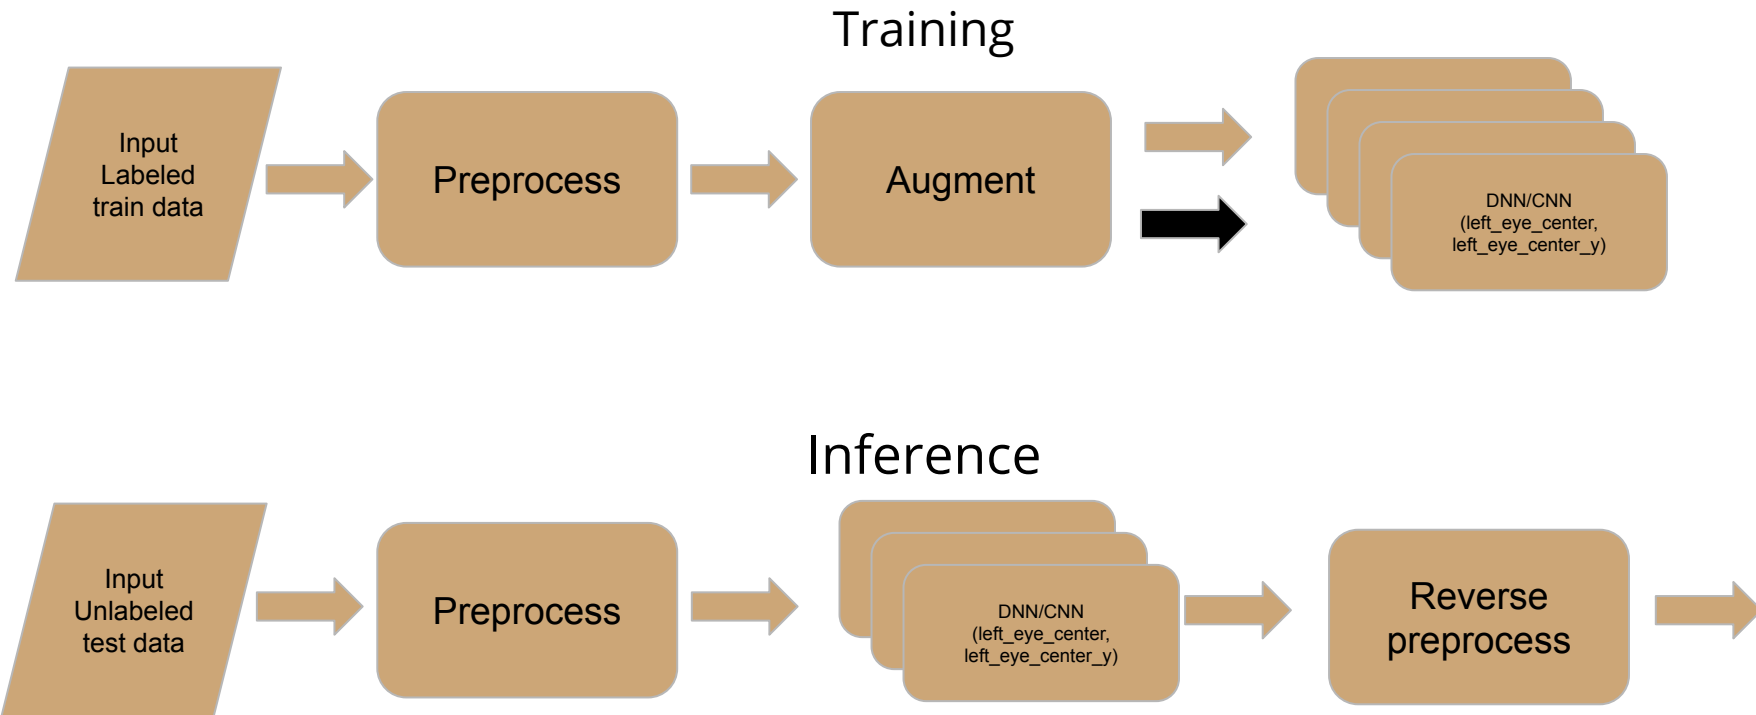 Training
Input
Labeled
train data
Preprocess
Augment
DNN/CNN
(left_eye_center,
left_eye_center_y)
Inference
Input
Unlabeled
test data
Preprocess
DNN/CNN
(left_eye_center,
left_eye_center_y)
Reverse
preprocess